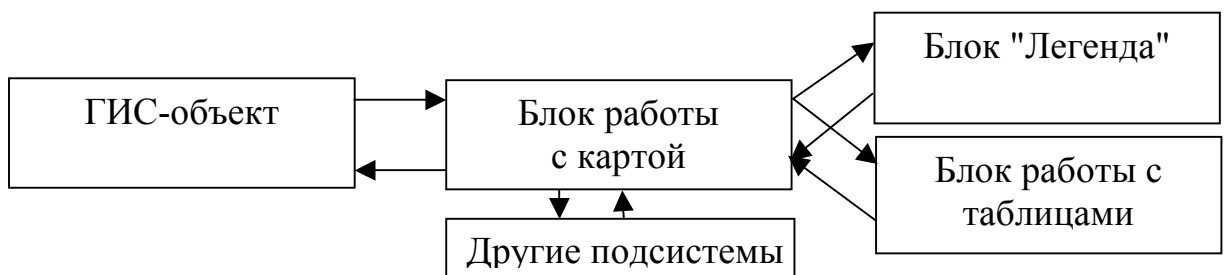 ГИС-объект
Блок работы
с картой
Блок "Легенда"
Блок работы с
таблицами
Другие подсистемы